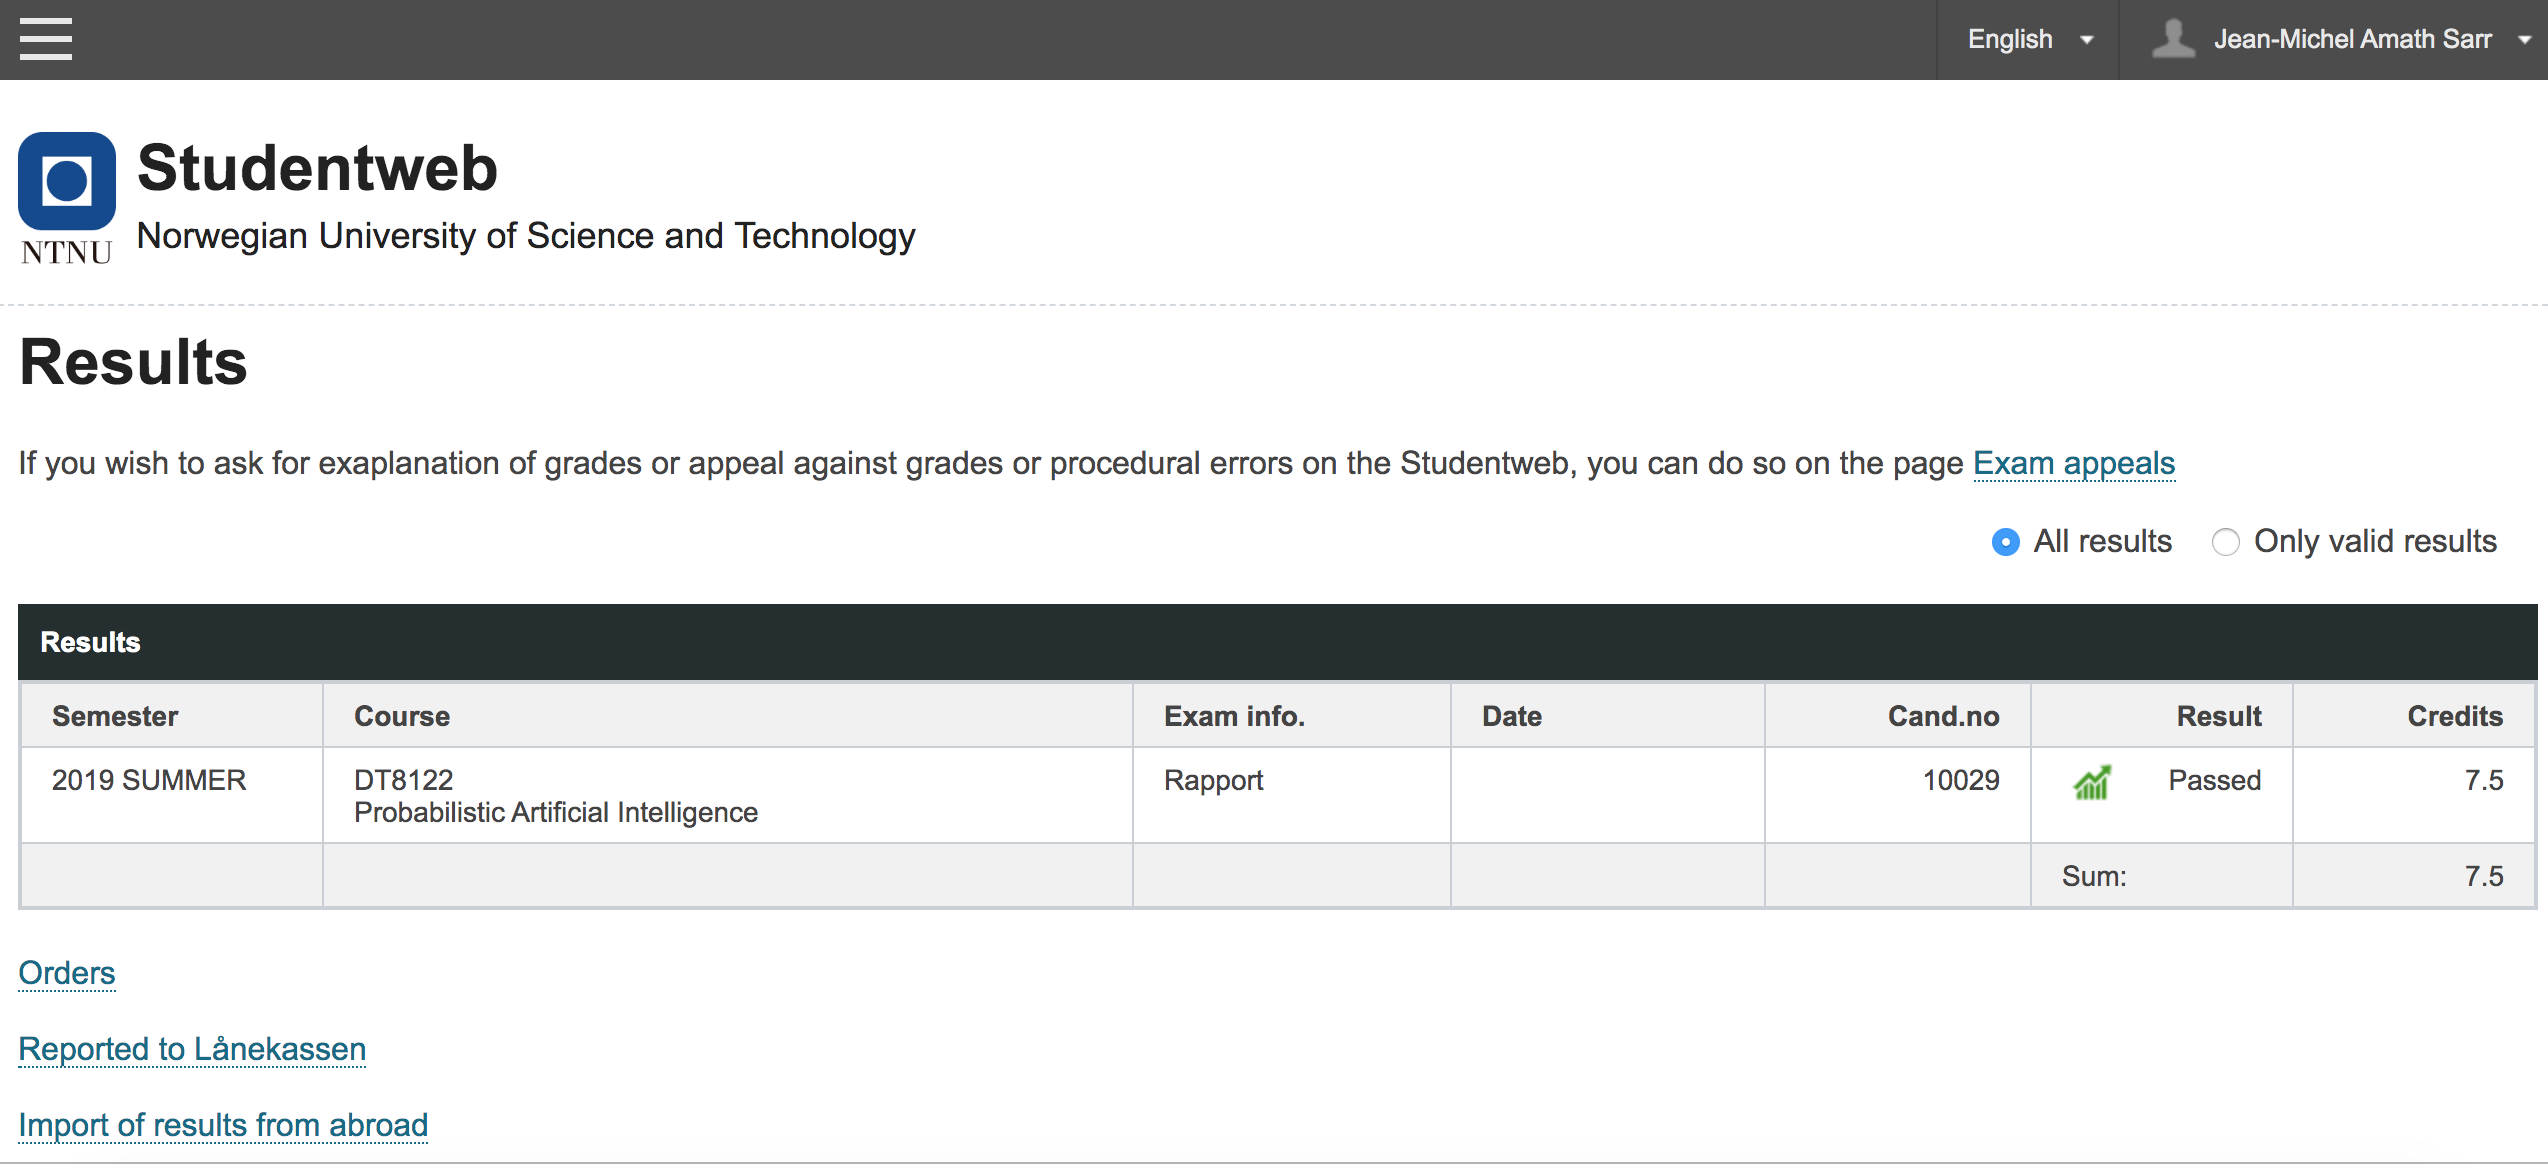 English
Jean-Michel Amath Sarr
Studentweb
Norwegian University of Science and Technology
NTNU
Results
If you wish to ask for exaplanation of grades or appeal against grades or procedural errors on the Studentweb, you can do so on the page Exam appeals
All results Only valid results
Results
Semester Course Exam info. Date Cand.no Result Credits
2019 SUMMER DT8122 Rapport 10029 Passed 7.5
Probabilistic Artificial Intelligence
Sum: 7.5
Orders
Reported to Lånekassen
Import of results from abroad